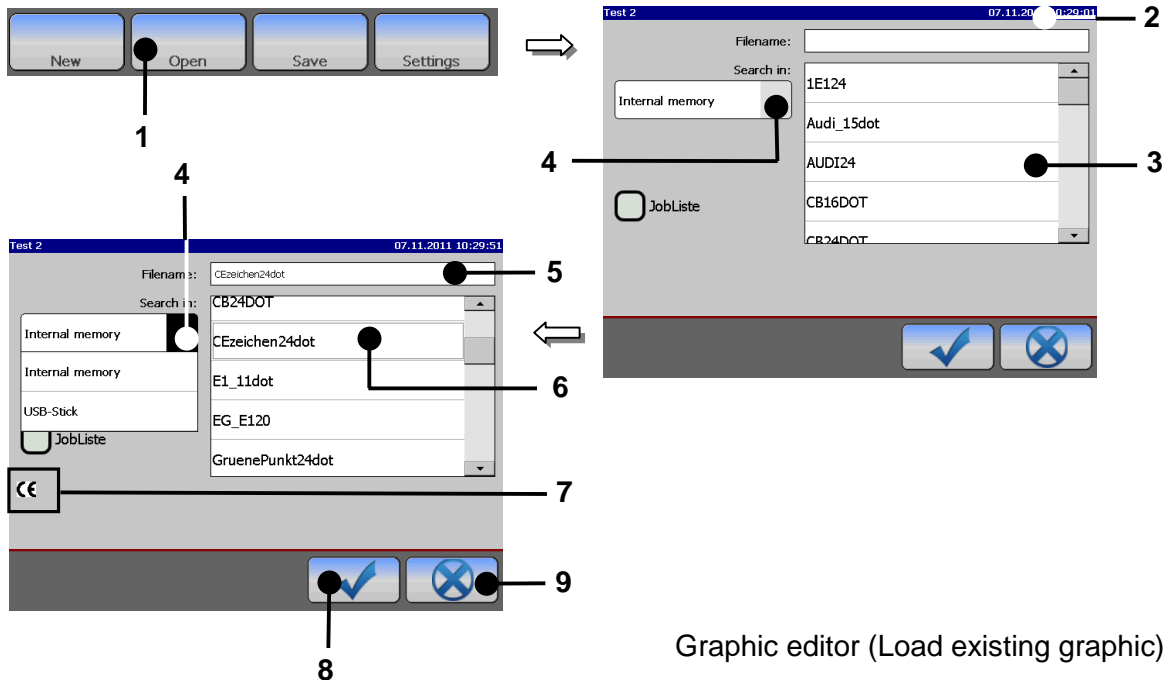 New Open Save Settings
1
Test 2 07.11.20 0:29:01
2
Filename:
Search in:
Internal memory
1E124
Audi_15dot
AUDI24
CB16DOT
CB24DOT
JobListe
4
3
4
Test 2 07.11.2011 10:29:51
Filename: CEzeichen24dot
5
Search in:
Internal memory
Internal memory
USB-Stick
JobListe
CB24DOT
CEzeichen24dot
E1_11dot
EG_E120
GruenePunkt24dot
6
CE
7
9
8
Graphic editor (Load existing graphic)